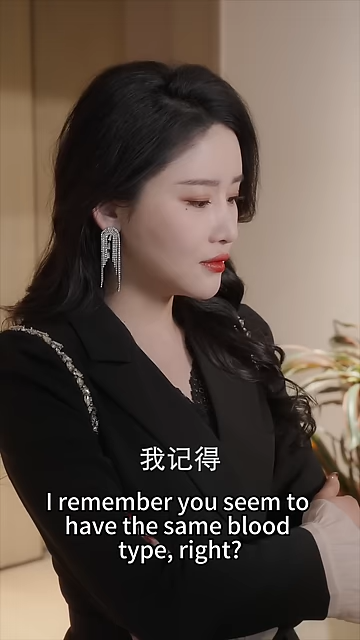 我记得
I remember you seem to
have the same blood
type, right?